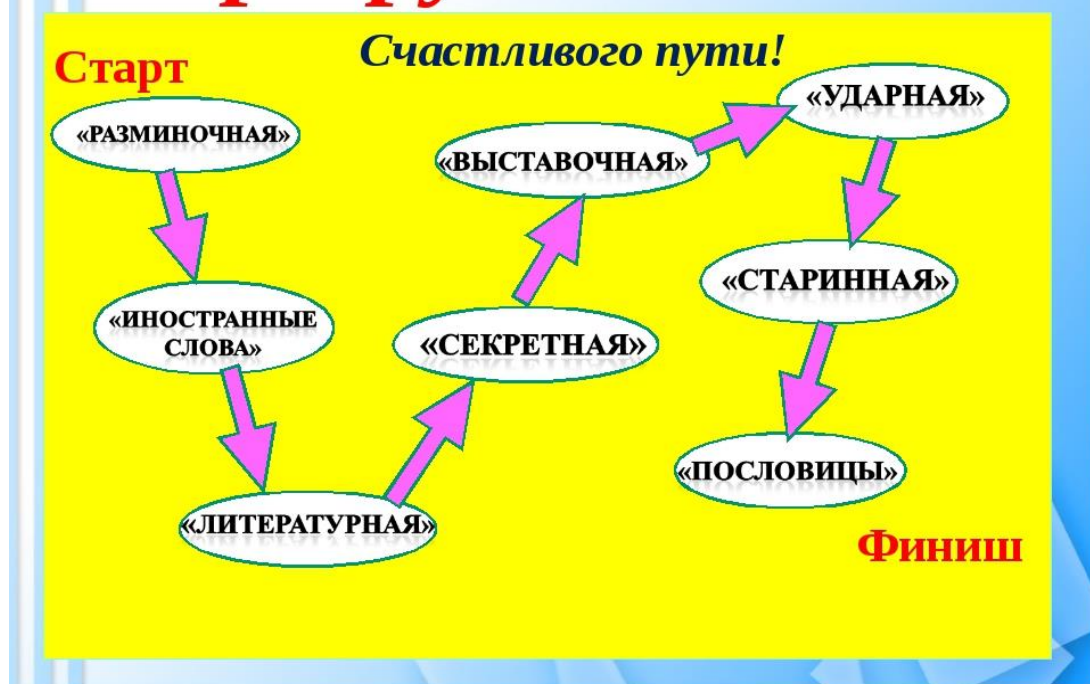 Счастливого пути!
Старт
«РАЗМИНОЧНАЯ»
«ИНОСТРАННЫЕ
СЛОВА»
«ЛИТЕРАТУРНАЯ»
«СЕКРЕТНАЯ»
«ВЫСТАВОЧНАЯ»
«УДАРНАЯ»
«СТАРИННАЯ»
«ПОСЛОВИЦЫ»
Финиш